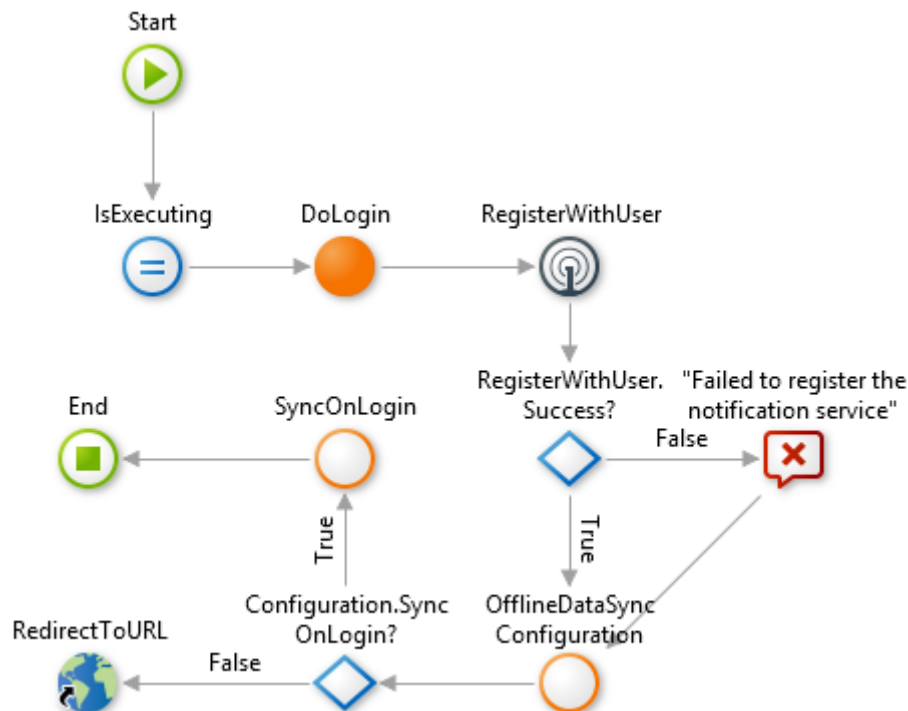 Start
IsExecuting
DoLogin
RegisterWithUser
RegisterWithUser.
Success?
"Failed to register the
notification service"
End
SyncOnLogin
False
True
True
Configuration.Sync
OnLogin?
OfflineDataSync
Configuration
RedirectToURL
False